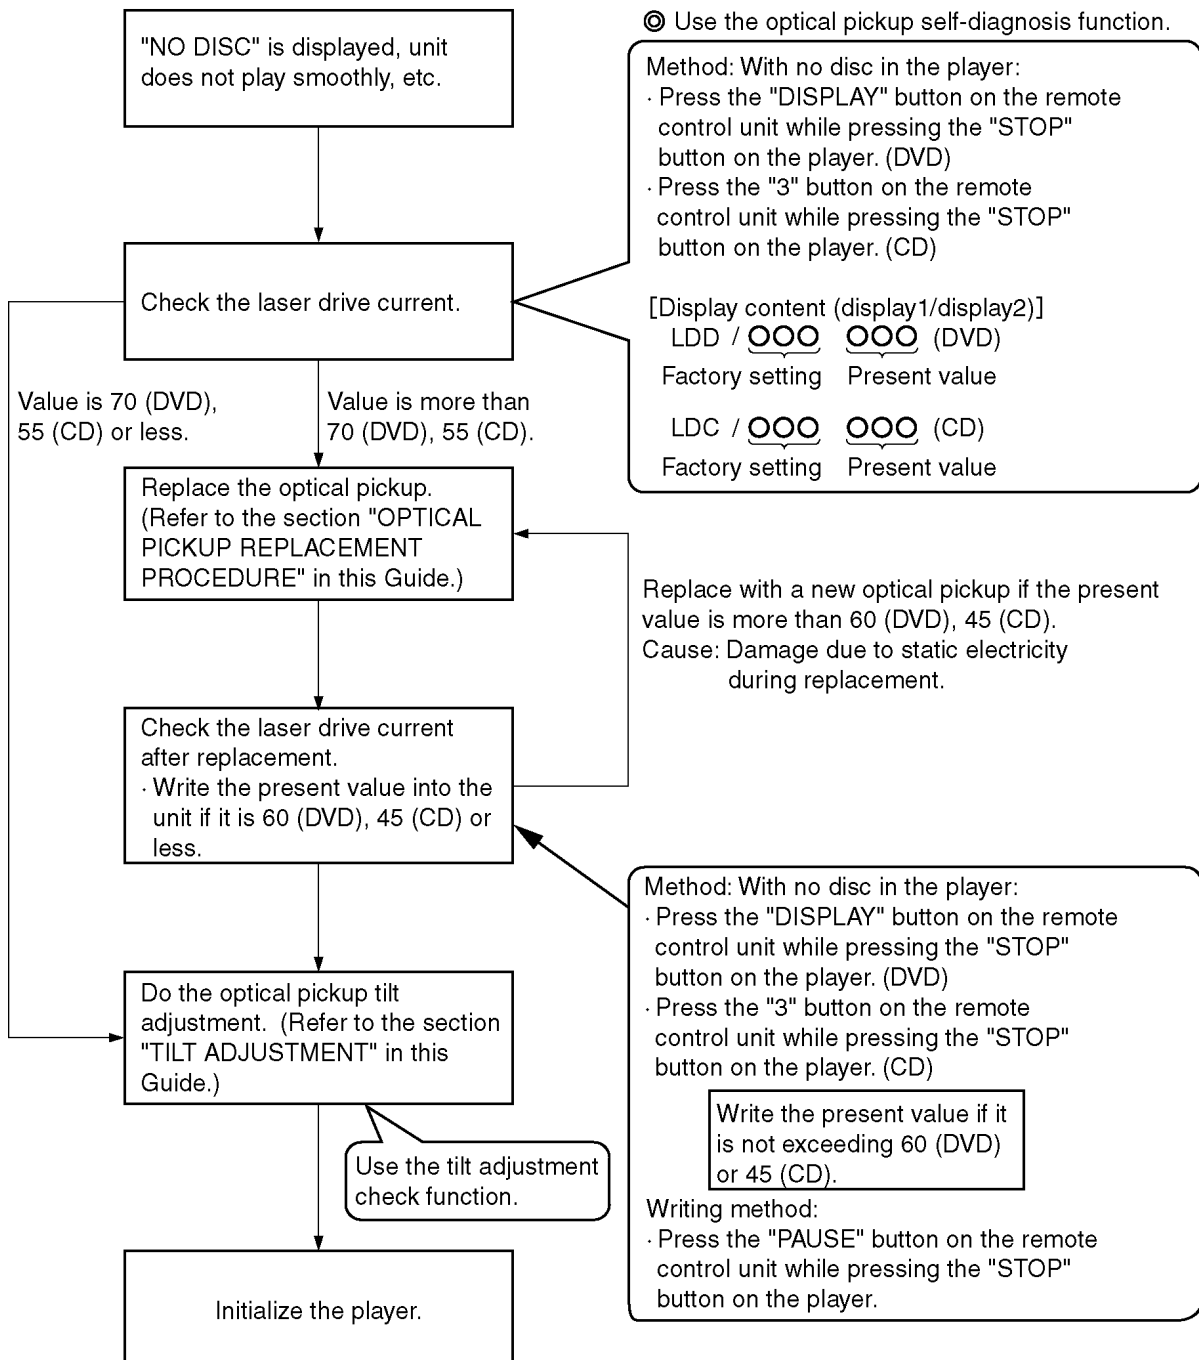 "NO DISC" is displayed, unit
does not play smoothly, etc.
◎ Use the optical pickup self-diagnosis function.
Method: With no disc in the player:
· Press the "DISPLAY" button on the remote
control unit while pressing the "STOP"
button on the player. (DVD)
· Press the "3" button on the remote
control unit while pressing the "STOP"
button on the player. (CD)
[Display content (display1/display2)]
LDD / OOO OOO (DVD)
Factory setting Present value
LDC / OOO OOO (CD)
Factory setting Present value
Check the laser drive current.
Value is 70 (DVD),
55 (CD) or less.
Value is more than
70 (DVD), 55 (CD).
Replace the optical pickup.
(Refer to the section "OPTICAL
PICKUP REPLACEMENT
PROCEDURE" in this Guide.)
Replace with a new optical pickup if the present
value is more than 60 (DVD), 45 (CD).
Cause: Damage due to static electricity
during replacement.
Check the laser drive current
after replacement.
· Write the present value into the
unit if it is 60 (DVD), 45 (CD) or
less.
Method: With no disc in the player:
· Press the "DISPLAY" button on the remote
control unit while pressing the "STOP"
button on the player. (DVD)
· Press the "3" button on the remote
control unit while pressing the "STOP"
button on the player. (CD)
Write the present value if it
is not exceeding 60 (DVD)
or 45 (CD).
Writing method:
· Press the "PAUSE" button on the remote
control unit while pressing the "STOP"
button on the player.
Do the optical pickup tilt
adjustment. (Refer to the section
"TILT ADJUSTMENT" in this
Guide.)
Use the tilt adjustment
check function.
Initialize the player.